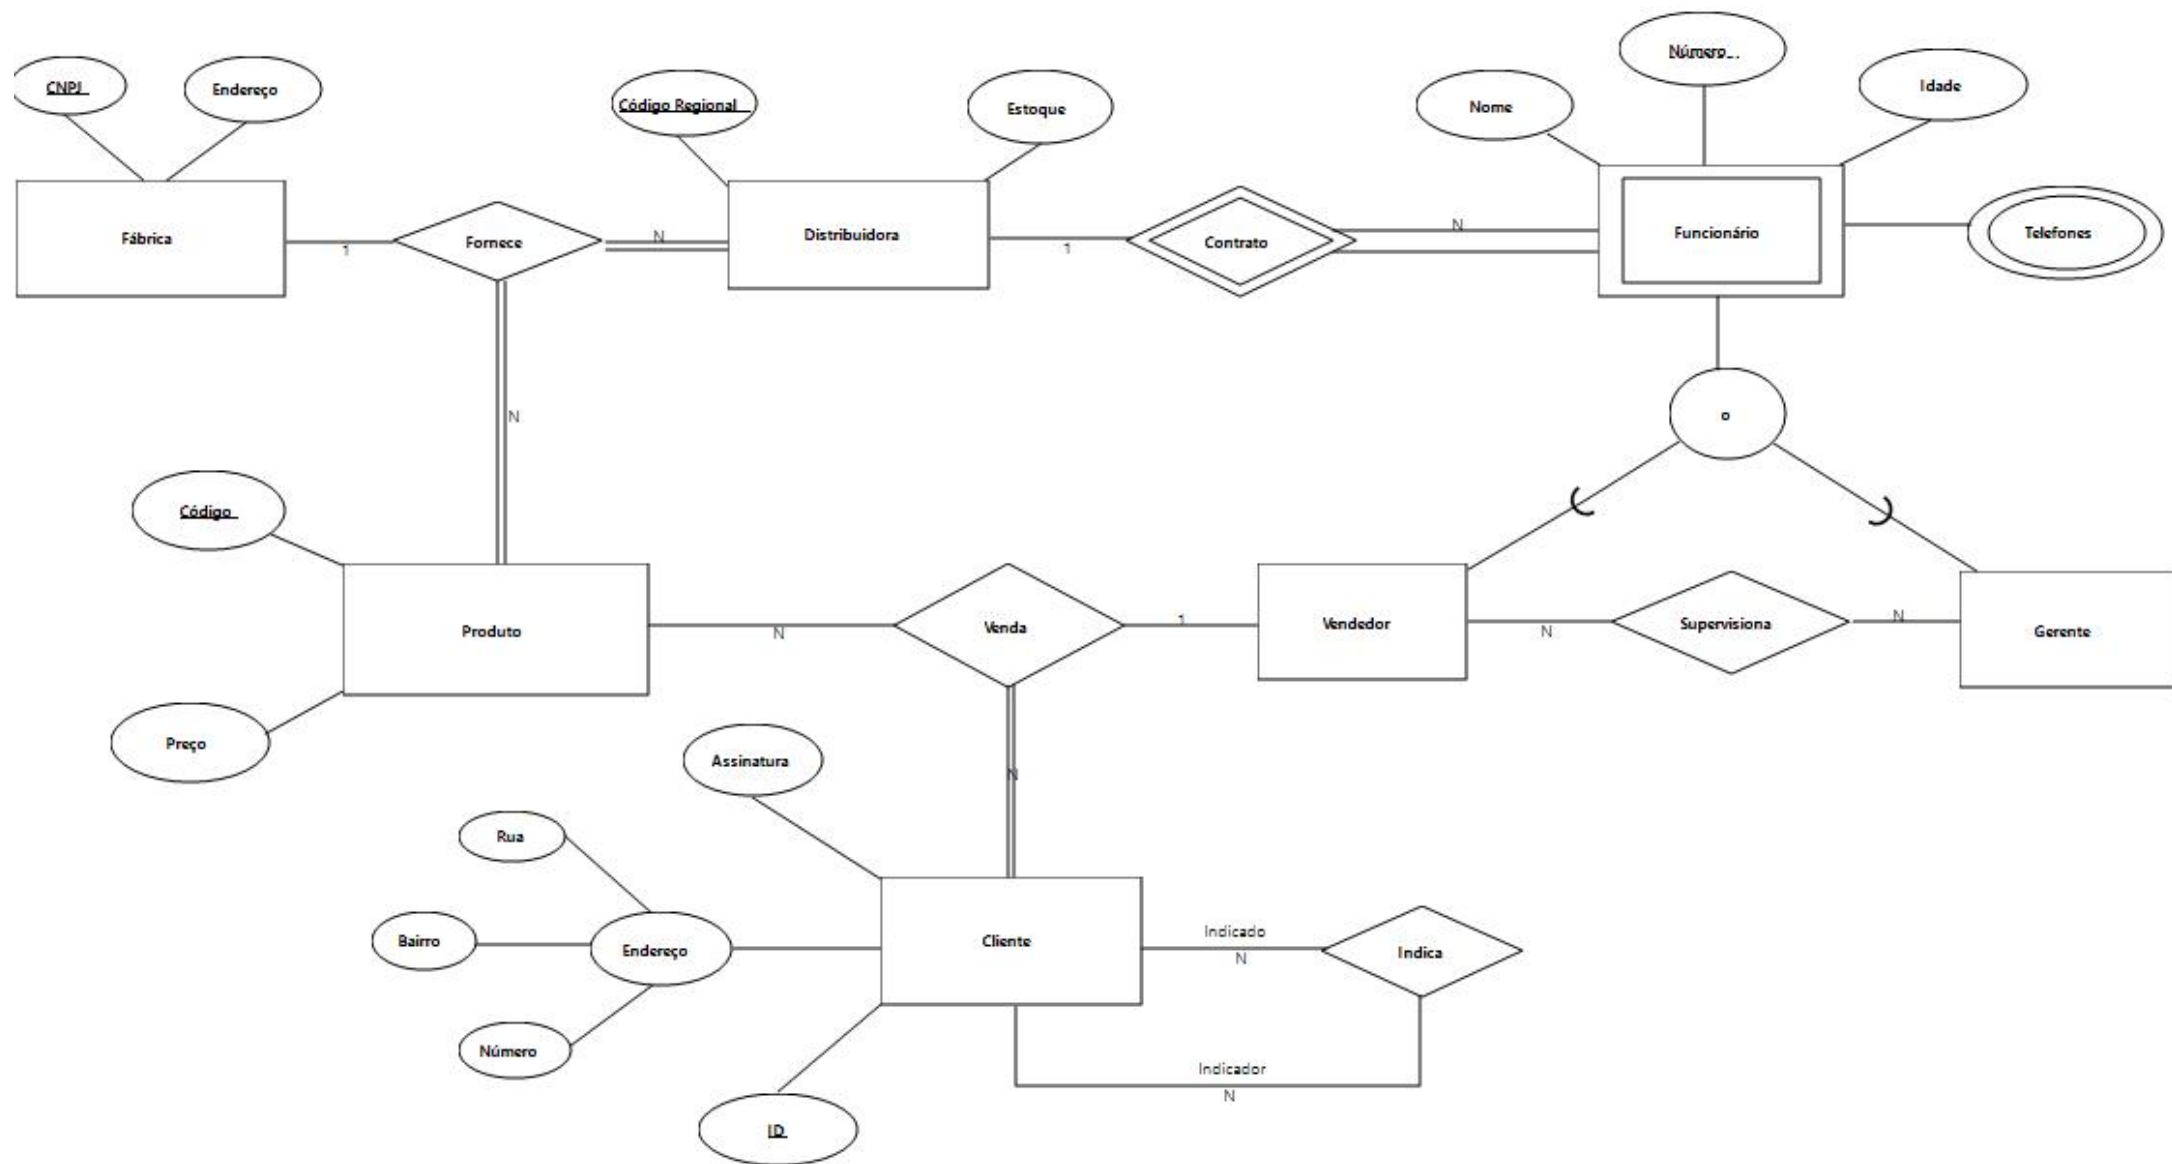 CNPJ
Endereço
Código Regional
Estoque
Nome
Número
Idade
Fábrica
1
Fornece
N
Distribuidora
1
Contrato
N
Funcionário
Telefones
N
o
Código
Produto
N
Venda
1
Vendedor
N
Supervisiona
N
Gerente
Preço
Assinatura
N
Rua
Bairro
Endereço
Número
Cliente
Indicado
N
Indica
Indicador
N
ID